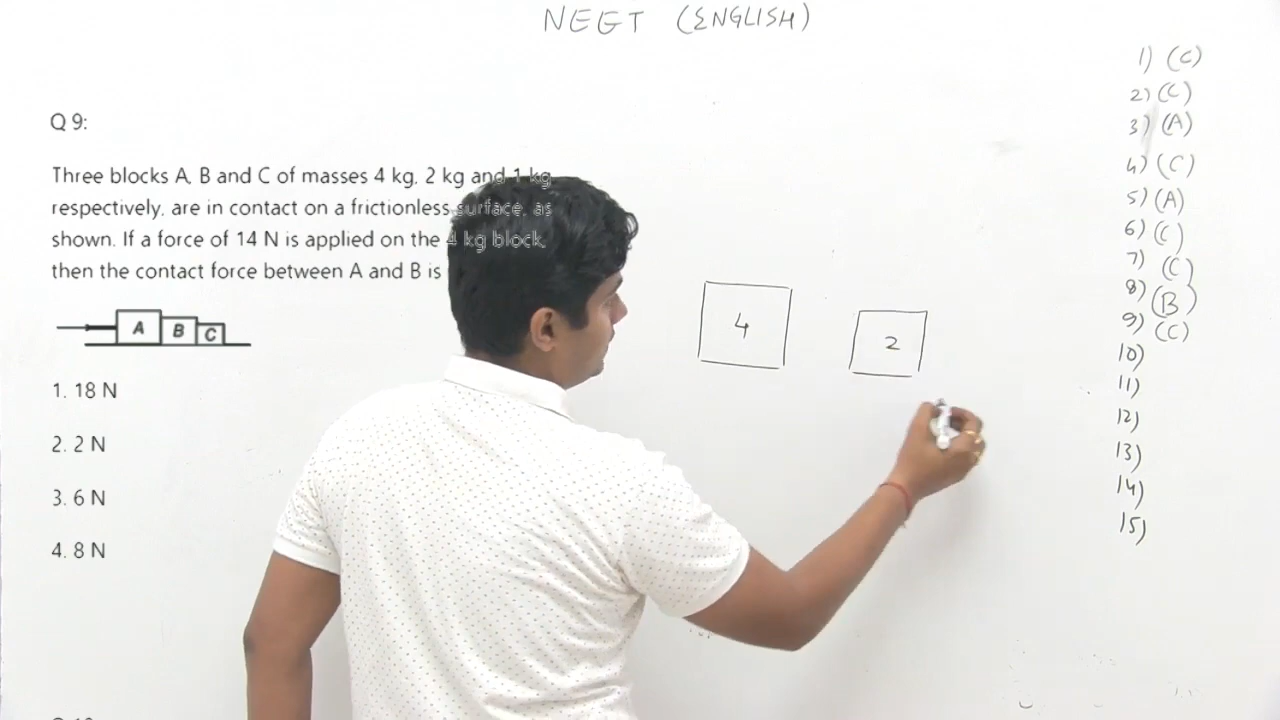 NEET (ENGLISH)
Q 9:
Three blocks A, B and C of masses 4 kg, 2 kg and 1 kg
respectively, are in contact on a frictionless surface, as
shown. If a force of 14 N is applied on the 4 kg block,
then the contact force between A and B is
A B C
1. 18 N
2. 2 N
3. 6 N
4. 8 N
4
2
1) (C)
2) (C)
3) (A)
4) (C)
5) (A)
6) (C)
7) (C)
8) (B)
9) (C)
10)
11)
12)
13)
14)
15)